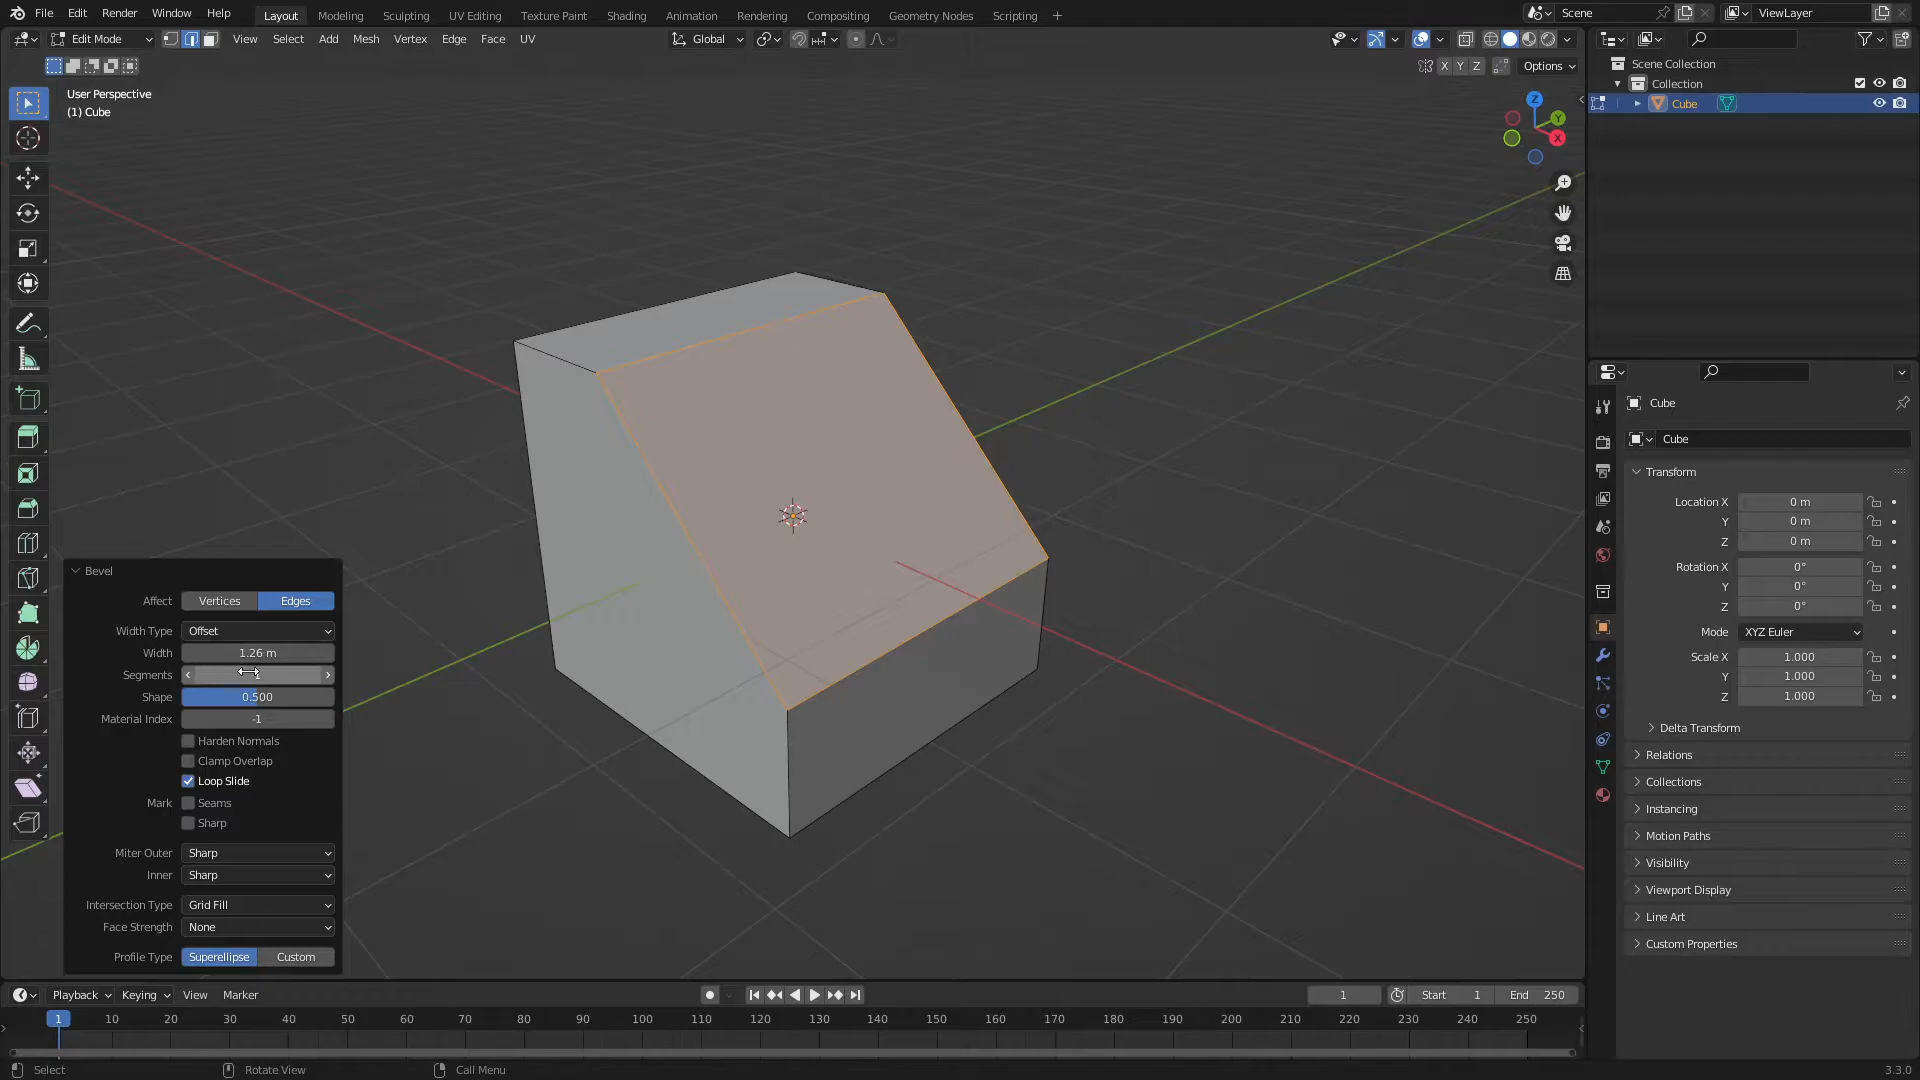 File Edit Render Window Help Layout Modeling Sculpting UV Editing Texture Paint Shading Animation Rendering Compositing Geometry Nodes Scripting + Scene ViewLayer
Edit Mode View Select Add Mesh Vertex Edge Face UV Global
X Y Z Options
User Perspective
(1) Cube
Z
Y
X
Scene Collection
Collection
Cube
Cube
Cube
Transform
Location X 0 m
Y 0 m
Z 0 m
Rotation X 0°
Y 0°
Z 0°
Mode XYZ Euler
Scale X 1.000
Y 1.000
Z 1.000
Delta Transform
Relations
Collections
Instancing
Motion Paths
Visibility
Viewport Display
Line Art
Custom Properties
Bevel
Affect Vertices Edges
Width Type Offset
Width 1.26 m
Segments
Shape 0.500
Material Index -1
Harden Normals
Clamp Overlap
Loop Slide
Mark Seams
Sharp
Miter Outer Sharp
Inner Sharp
Intersection Type Grid Fill
Face Strength None
Profile Type Superellipse Custom
Playback Keying View Marker 1 Start 1 End 250
1 10 20 30 40 50 60 70 80 90 100 110 120 130 140 150 160 170 180 190 200 210 220 230 240 250
Select Rotate View Call Menu 3.3.0